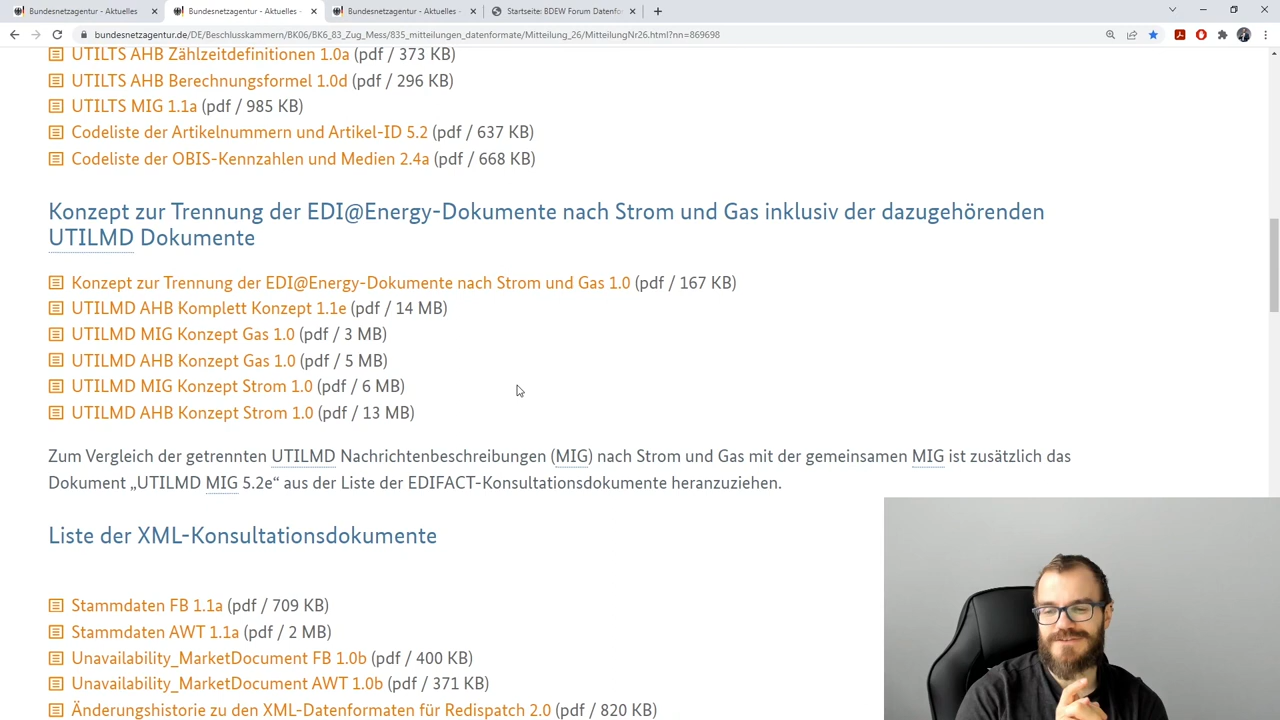 Bundesnetzagentur - Aktuelles
Bundesnetzagentur - Aktuelles -
Bundesnetzagentur - Aktuelles -
Startseite: BDEW Forum Datenfo
bundesnetzagentur.de/DE/Beschlusskammern/BK06/BK6_83_Zug_Mess/835_mitteilungen_datenformate/Mitteilung_26/MitteilungNr26.html?nn=869698
UTILTS AHB Zählzeitdefinitionen 1.0a (pdf / 373 KB)
UTILTS AHB Berechnungsformel 1.0d (pdf / 296 KB)
UTILTS MIG 1.1a (pdf / 985 KB)
Codeliste der Artikelnummern und Artikel-ID 5.2 (pdf / 637 KB)
Codeliste der OBIS-Kennzahlen und Medien 2.4a (pdf / 668 KB)
Konzept zur Trennung der EDI@Energy-Dokumente nach Strom und Gas inklusiv der dazugehörenden
UTILMD Dokumente
Konzept zur Trennung der EDI@Energy-Dokumente nach Strom und Gas 1.0 (pdf / 167 KB)
UTILMD AHB Komplett Konzept 1.1e (pdf / 14 MB)
UTILMD MIG Konzept Gas 1.0 (pdf / 3 MB)
UTILMD AHB Konzept Gas 1.0 (pdf / 5 MB)
UTILMD MIG Konzept Strom 1.0 (pdf / 6 MB)
UTILMD AHB Konzept Strom 1.0 (pdf / 13 MB)
Zum Vergleich der getrennten UTILMD Nachrichtenbeschreibungen (MIG) nach Strom und Gas mit der gemeinsamen MIG ist zusätzlich das
Dokument „UTILMD MIG 5.2e“ aus der Liste der EDIFACT-Konsultationsdokumente heranzuziehen.
Liste der XML-Konsultationsdokumente
Stammdaten FB 1.1a (pdf / 709 KB)
Stammdaten AWT 1.1a (pdf / 2 MB)
Unavailability_MarketDocument FB 1.0b (pdf / 400 KB)
Unavailability_MarketDocument AWT 1.0b (pdf / 371 KB)
Änderungshistorie zu den XML-Datenformaten für Redispatch 2.0 (pdf / 820 KB)